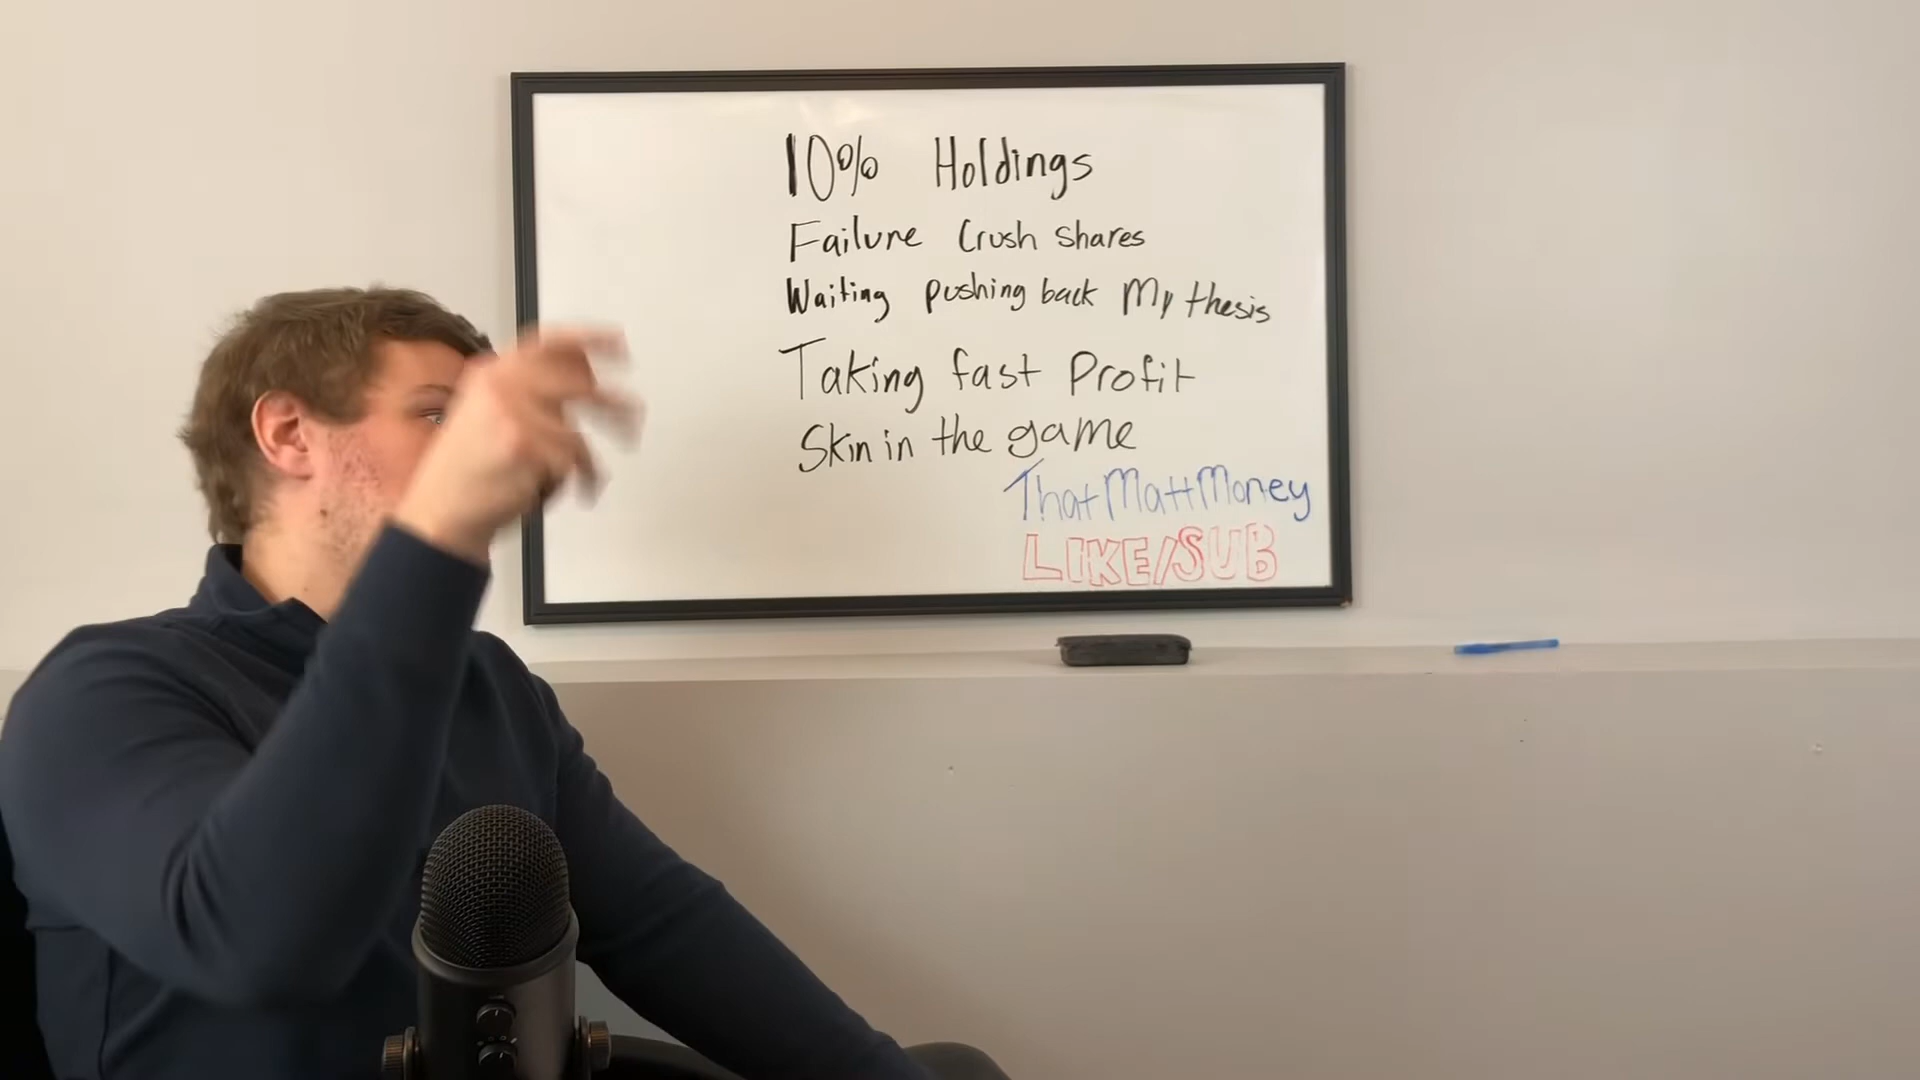 10% Holdings
Failure Crush shares
Waiting pushing back My thesis
Taking fast Profit
Skin in the game
ThatMattMoney
LIKE/SUB